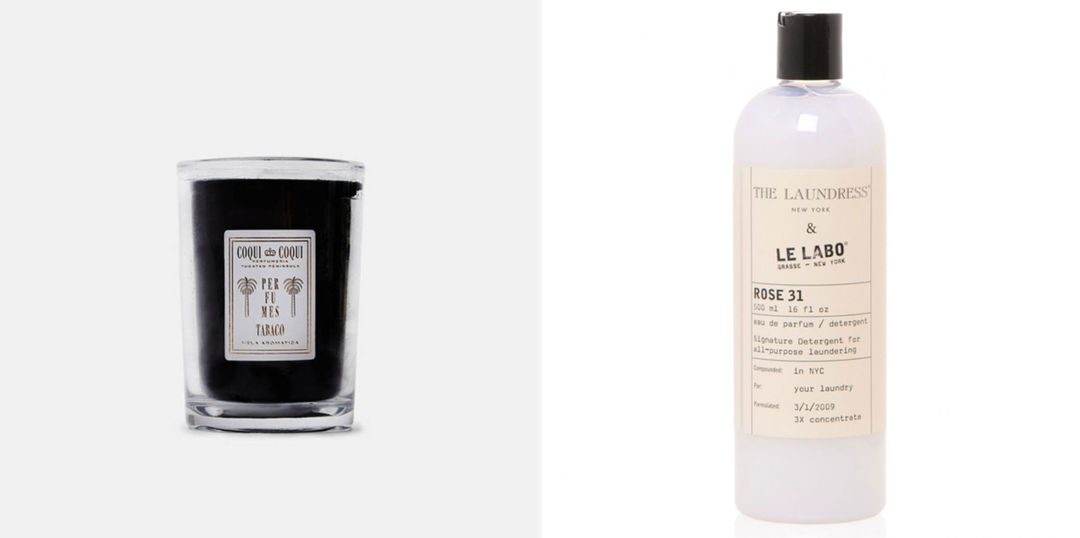 COQUI COQUI
PERFUMERIA
YUCATAN PENINSULA
PER
FU
MES
TABACO
VELA AROMATICA
THE LAUNDRESS®
NEW YORK
&
LE LABO®
GRASSE - NEW YORK
ROSE 31
500 ml 16 fl oz
eau de parfum / detergent
Signature Detergent for
all-purpose laundering
Compounded: in NYC
For: your laundry
Formulated: 3/1/2009
3X concentrate